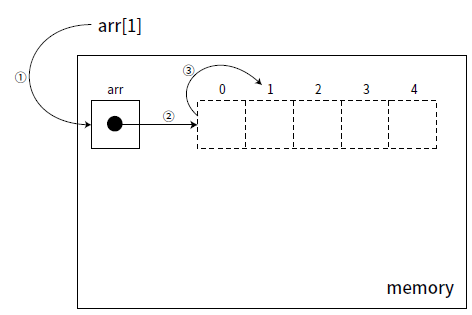 arr[1]
①
③
arr
0 1 2 3 4
②
memory